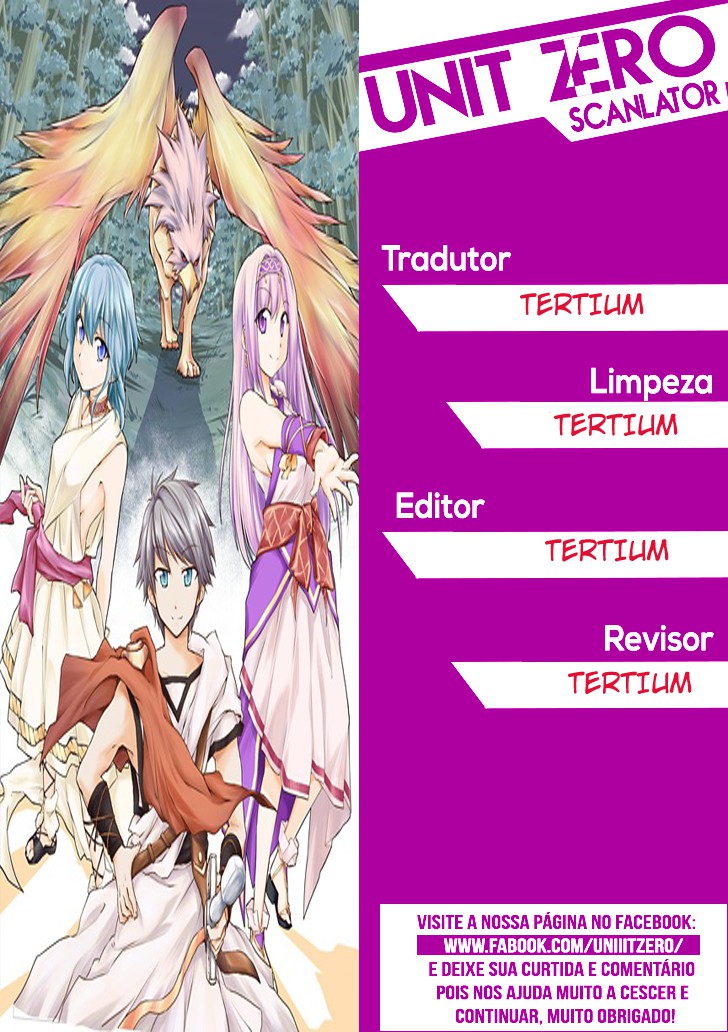 UNIT ZERO
SCANLATOR
Tradutor
TERTIUM
Limpeza
TERTIUM
Editor
TERTIUM
Revisor
TERTIUM
VISITE A NOSSA PÁGINA NO FACEBOOK:
WWW.FABOOK.COM/UNIIITZERO/
E DEIXE SUA CURTIDA E COMENTÁRIO
POIS NOS AJUDA MUITO A CESCER E
CONTINUAR, MUITO OBRIGADO!